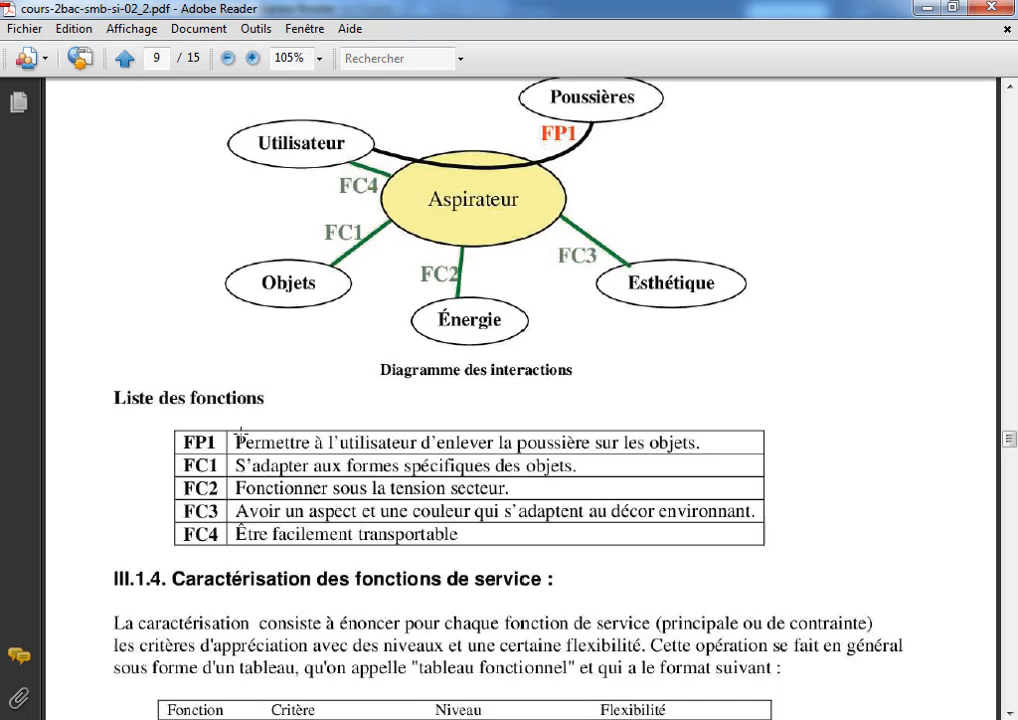 cours-2bac-smb-si-02_2.pdf - Adobe Reader
Fichier Edition Affichage Document Outils Fenêtre Aide
9 / 15 105% Rechercher
Poussières
FP1
Utilisateur
FC4
Aspirateur
FC1
FC3
FC2
Objets
Esthétique
Énergie
Diagramme des interactions
Liste des fonctions
FP1 Permettre à l’utilisateur d’enlever la poussière sur les objets.
FC1 S’adapter aux formes spécifiques des objets.
FC2 Fonctionner sous la tension secteur.
FC3 Avoir un aspect et une couleur qui s’adaptent au décor environnant.
FC4 Être facilement transportable
III.1.4. Caractérisation des fonctions de service :
La caractérisation consiste à énoncer pour chaque fonction de service (principale ou de contrainte)
les critères d'appréciation avec des niveaux et une certaine flexibilité. Cette opération se fait en général
sous forme d'un tableau, qu'on appelle "tableau fonctionnel" et qui a le format suivant :
Fonction Critère Niveau Flexibilité